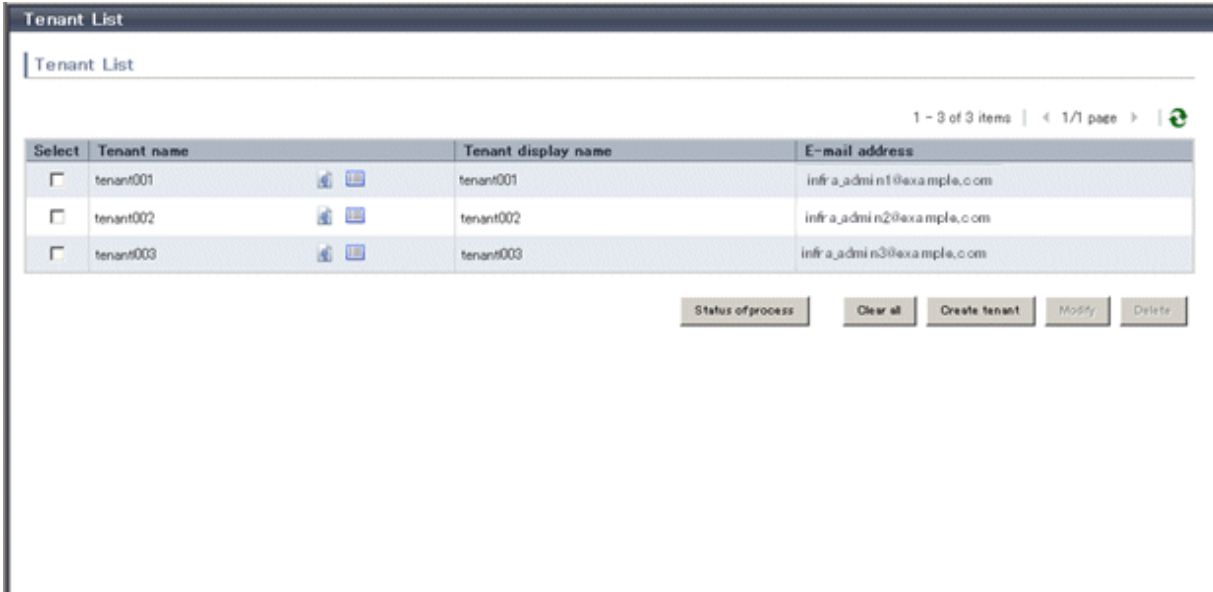 Tenant List
Tenant List
1 - 3 of 3 items 1/1 page
Select Tenant name Tenant display name E-mail address
tenant001 tenant001 infra_admin1@example.com
tenant002 tenant002 infra_admin2@example.com
tenant003 tenant003 infra_admin3@example.com
Status of process Clear all Create tenant Modify Delete